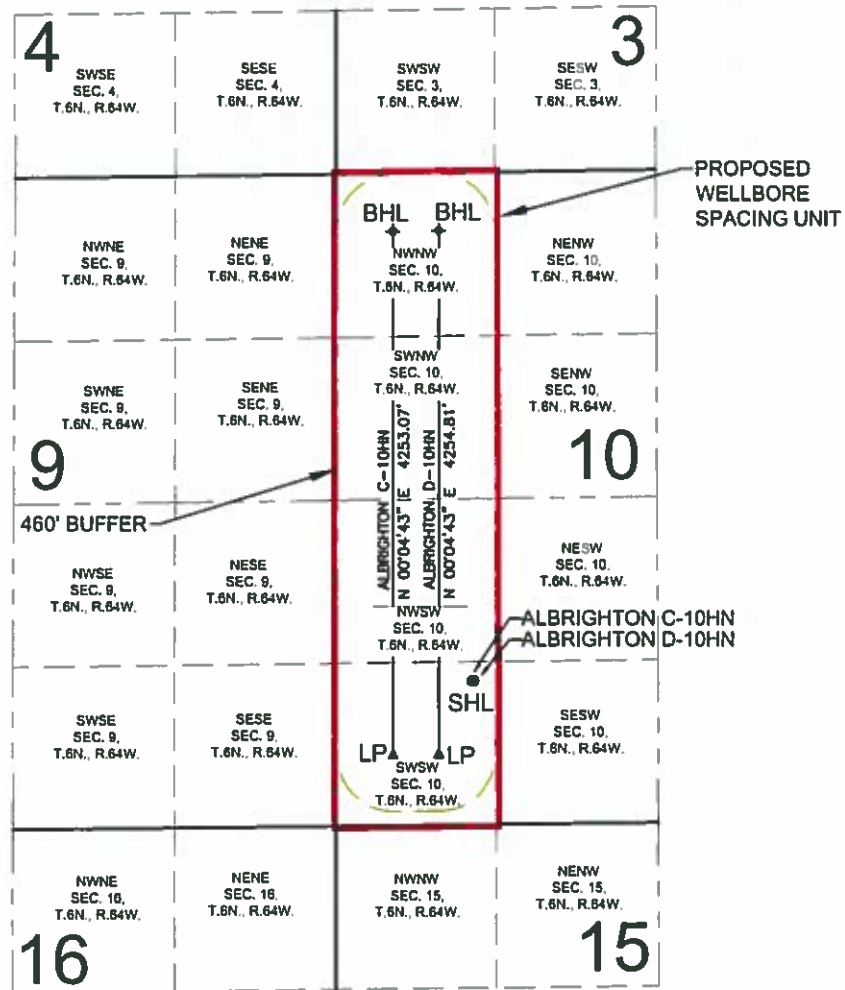 4
3
SWSE
SEC. 4,
T.6N., R.64W.
SESE
SEC. 4,
T.6N., R.64W.
SWSW
SEC. 3,
T.6N., R.64W.
SESW
SEC. 3,
T.6N., R.64W.
PROPOSED
WELLBORE
SPACING UNIT
BHL
BHL
NWNE
SEC. 9,
T.6N., R.64W.
NENE
SEC. 9,
T.6N., R.64W.
NWNW
SEC. 10,
T.6N., R.64W.
NENW
SEC. 10,
T.6N., R.64W.
SWNE
SEC. 9,
T.6N., R.64W.
SENE
SEC. 9,
T.6N., R.64W.
SWNW
SEC. 10,
T.6N., R.64W.
SENW
SEC. 10,
T.6N., R.64W.
9
10
ALBRIGHTON C-10HN
N 00°04'43" E 4253.07'
ALBRIGHTON D-10HN
N 00°04'43" E 4254.81'
460' BUFFER
NWSE
SEC. 9,
T.6N., R.64W.
NESE
SEC. 9,
T.6N., R.64W.
NWSW
SEC. 10,
T.6N., R.64W.
NESW
SEC. 10,
T.6N., R.64W.
ALBRIGHTON C-10HN
ALBRIGHTON D-10HN
SHL
SWSE
SEC. 9,
T.6N., R.64W.
SESE
SEC. 9,
T.6N., R.64W.
LP
LP
SWSW
SEC. 10,
T.6N., R.64W.
SESW
SEC. 10,
T.6N., R.64W.
NWNE
SEC. 16,
T.6N., R.64W.
NENE
SEC. 16,
T.6N., R.64W.
NWNW
SEC. 15,
T.6N., R.64W.
NENW
SEC. 15,
T.6N., R.64W.
16
15